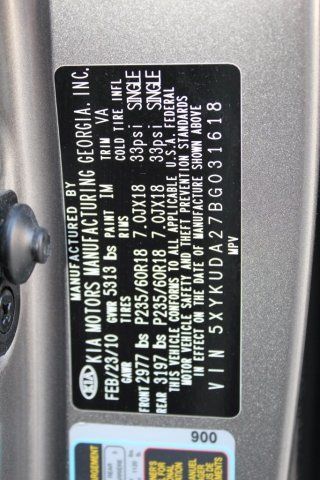 MANUFACTURED BY
KIA KIA MOTORS MANUFACTURING GEORGIA, INC.
FEB/23/10 GVWR 5313 lbs PAINT IM TRIM VA
GAWR TIRES RIMS COLD TIRE INFL
FRONT 2977 lbs P235/60R18 7.0JX18 33psi SINGLE
REAR 3197 lbs P235/60R18 7.0JX18 33psi SINGLE
THIS VEHICLE CONFORMS TO ALL APPLICABLE U.S.A. FEDERAL
MOTOR VEHICLE SAFETY AND THEFT PREVENTION STANDARDS
IN EFFECT ON THE DATE OF MANUFACTURE SHOWN ABOVE
VIN 5XYKUDA27BG031618
MPV
900